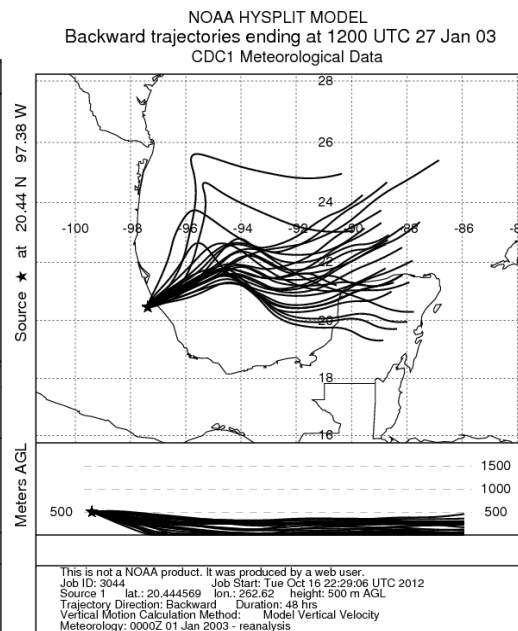 NOAA HYSPLIT MODEL
Backward trajectories ending at 1200 UTC 27 Jan 03
CDC1 Meteorological Data
Source ★ at 20.44 N 97.38 W
28
26
24
-100 -98 -96 -94 -92 -90 -88 -86
22
20
18
16
Meters AGL
1500
1000
500 500
This is not a NOAA product. It was produced by a web user.
Job ID: 3044 Job Start: Tue Oct 16 22:29:06 UTC 2012
Source 1 lat.: 20.444569 lon.: 262.62 height: 500 m AGL
Trajectory Direction: Backward Duration: 48 hrs
Vertical Motion Calculation Method: Model Vertical Velocity
Meteorology: 0000Z 01 Jan 2003 - reanalysis